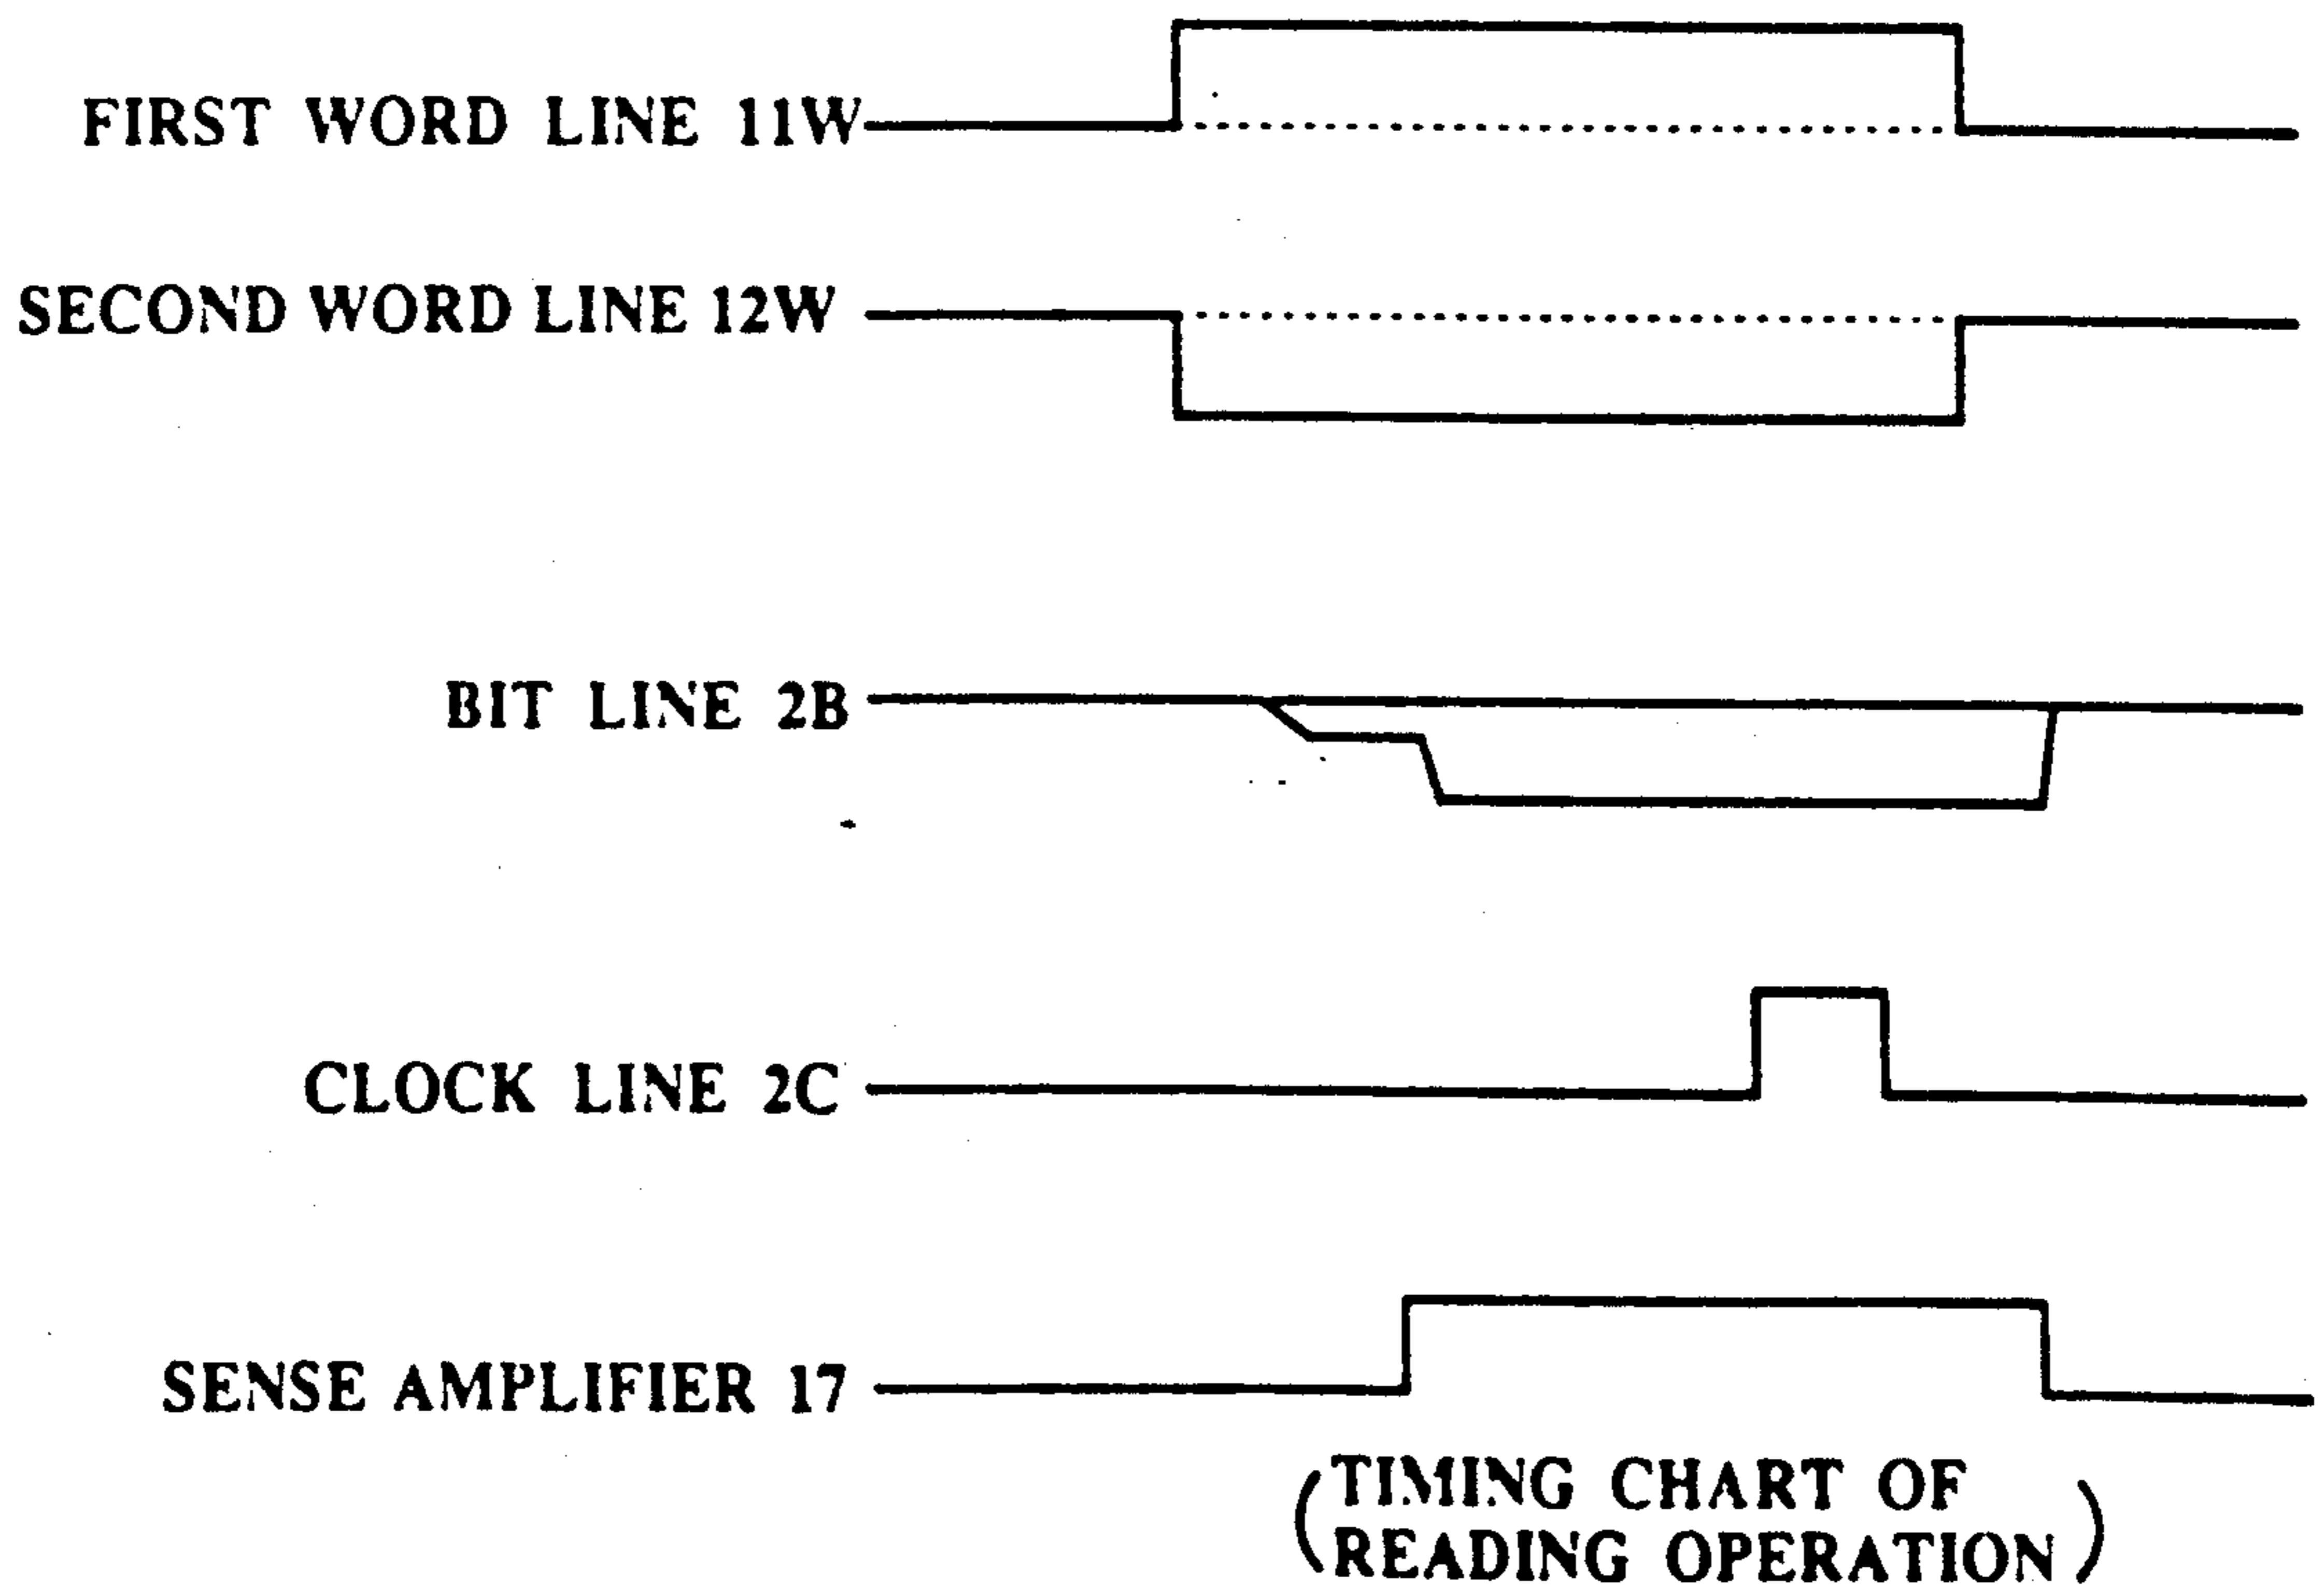 FIRST WORD LINE 11W
SECOND WORD LINE 12W
BIT LINE 2B
CLOCK LINE 2C
SENSE AMPLIFIER 17
(TIMING CHART OF
READING OPERATION)